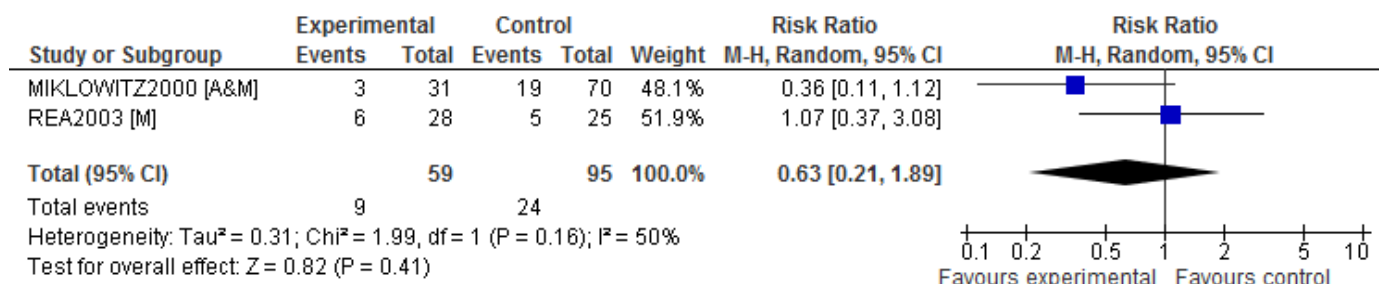 Experimental Control Risk Ratio Risk Ratio
Study or Subgroup Events Total Events Total Weight M-H, Random, 95% CI M-H, Random, 95% CI
MIKLOWITZ2000 [A&M] 3 31 19 70 48.1% 0.36 [0.11, 1.12]
REA2003 [M] 6 28 5 25 51.9% 1.07 [0.37, 3.08]
Total (95% CI) 59 95 100.0% 0.63 [0.21, 1.89]
Total events 9 24
Heterogeneity: Tau² = 0.31; Chi² = 1.99, df = 1 (P = 0.16); I² = 50%
Test for overall effect: Z = 0.82 (P = 0.41)
0.1 0.2 0.5 1 2 5 10
Favours experimental Favours control